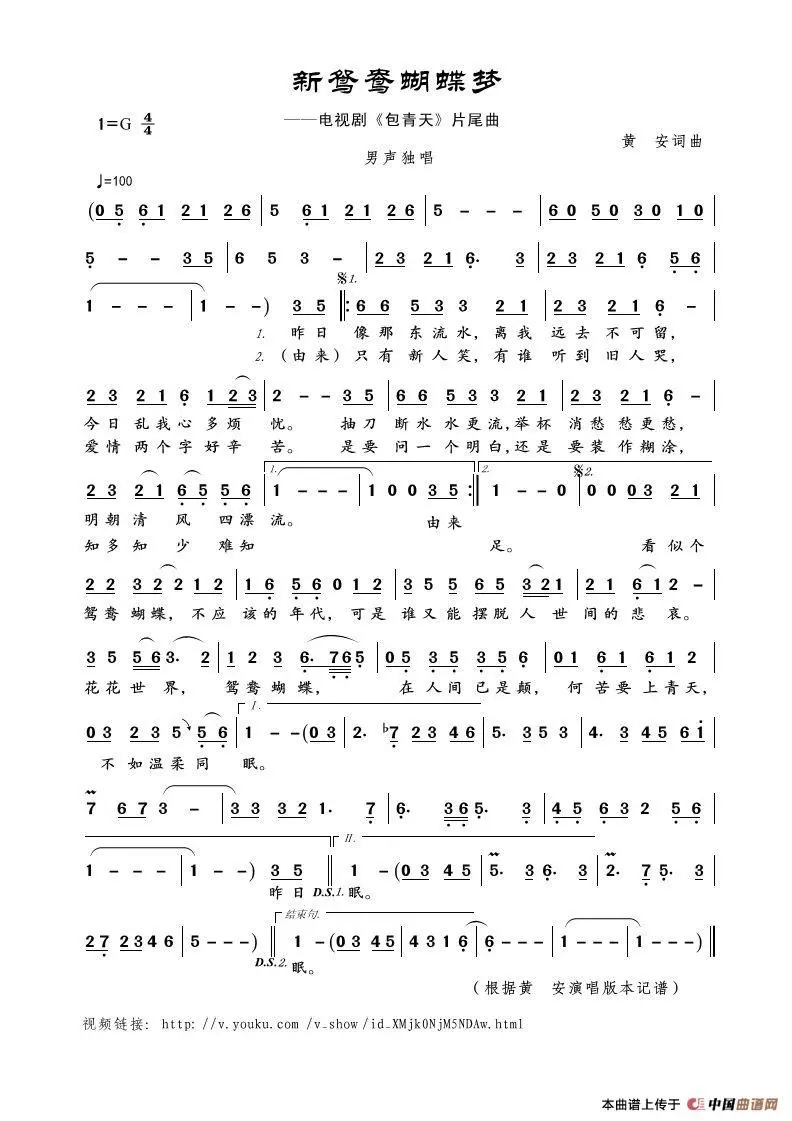 新鸳鸯蝴蝶梦
1=G 4/4
——电视剧《包青天》片尾曲
黄 安词曲
男声独唱
♩=100
(0 5 6 1 2 1 2 6 | 5 6 1 2 1 2 6 | 5 - - - | 6 0 5 0 3 0 1 0
5 - - 3 5 | 6 5 3 - | 2 3 2 1 6· 3 | 2 3 2 1 6 5 6
𝄋1.
1 - - - | 1 - -) 3 5 ‖: 6 6 5 3 3 2 1 | 2 3 2 1 6 -
1. 昨日 像那 东流水, 离我 远去 不可留,
2. (由来) 只有 新人笑, 有谁 听到 旧人哭,
2 3 2 1 6 1 2 3 | 2 - - 3 5 | 6 6 5 3 3 2 1 | 2 3 2 1 6 -
今日 乱我心 多烦 忧。 抽刀 断水 水更流,举杯 消愁 愁更愁,
爱情 两个字 好辛 苦。 是要 问一个明白,还是 要装 作糊涂,
1. 2. 𝄋2.
2 3 2 1 6 5 5 6 | 1 - - - | 1 0 0 3 5 :‖ 1 - - 0 | 0 0 0 3 2 1
明朝清 风 四漂 流。 由来
知多知 少 难知 足。 看似个
2 2 3 2 2 1 2 | 1 6 5 6 0 1 2 | 3 5 5 6 5 3 2 1 | 2 1 6 1 2 -
鸳鸯 蝴蝶, 不应 该的 年代, 可是 谁又能 摆脱人 世间的悲 哀。
3 5 5 6 3· 2 | 1 2 3 6· 7 6 5 | 0 5 3 5 3 5 6 | 0 1 6 1 6 1 2
花花世 界, 鸳鸯蝴 蝶, 在 人间 已是颠, 何 苦要 上青天,
I.
0 3 2 3 5 5 6 | 1 - - (0 3 | 2· ♭7 2 3 4 6 | 5· 3 5 3 | 4· 3 4 5 6 1
不 如温柔同 眠。
7 6 7 3 - | 3 3 3 2 1· 7 | 6· 3 6 5· 3 | 4 5 6 3 2 5 6
II.
1 - - - | 1 - -) 3 5 ‖ 1 - (0 3 4 5 | 5· 3 6· 3 | 2· 7 5· 3
昨日 D.S.1. 眠。
结束句.
2 7 2 3 4 6 | 5 - - -) ‖ 1 - (0 3 4 5 | 4 3 1 6 | 6 - - - | 1 - - - | 1 - - -) ‖
D.S.2. 眠。
(根据黄 安演唱版本记谱)
视频链接: http: //v.youku.com /v_show /id_XMjk0NjM5NDAw.html
本曲谱上传于 中国曲谱网